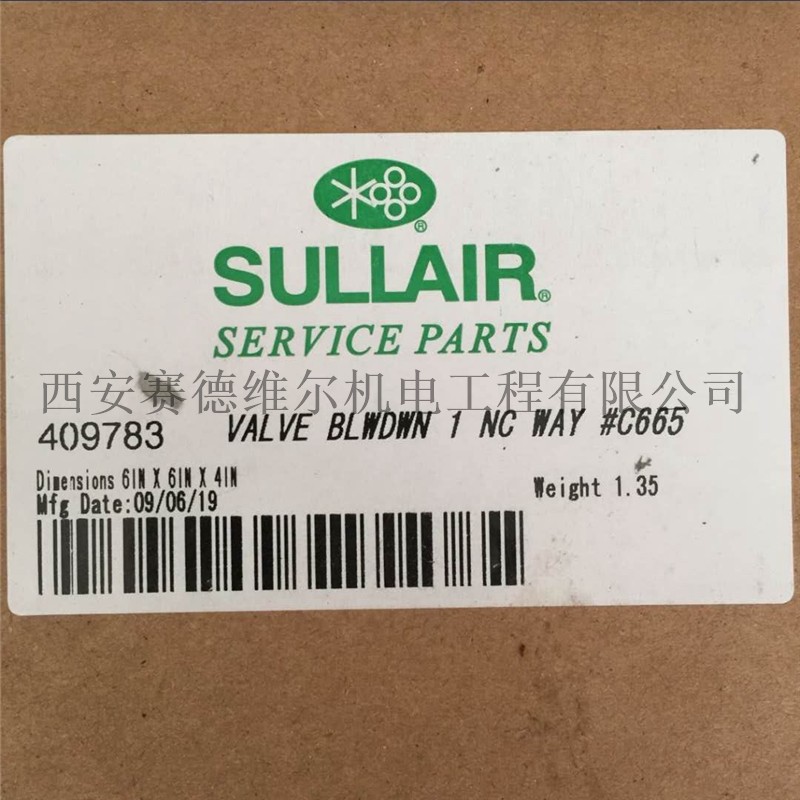 ®
SULLAIR®
SERVICE PARTS
西安赛德维尔机电工程有限公司
409783 VALVE BLWDWN 1 NC WAY #C665
Dimensions 6IN X 6IN X 4IN Weight 1.35
Mfg Date:09/06/19